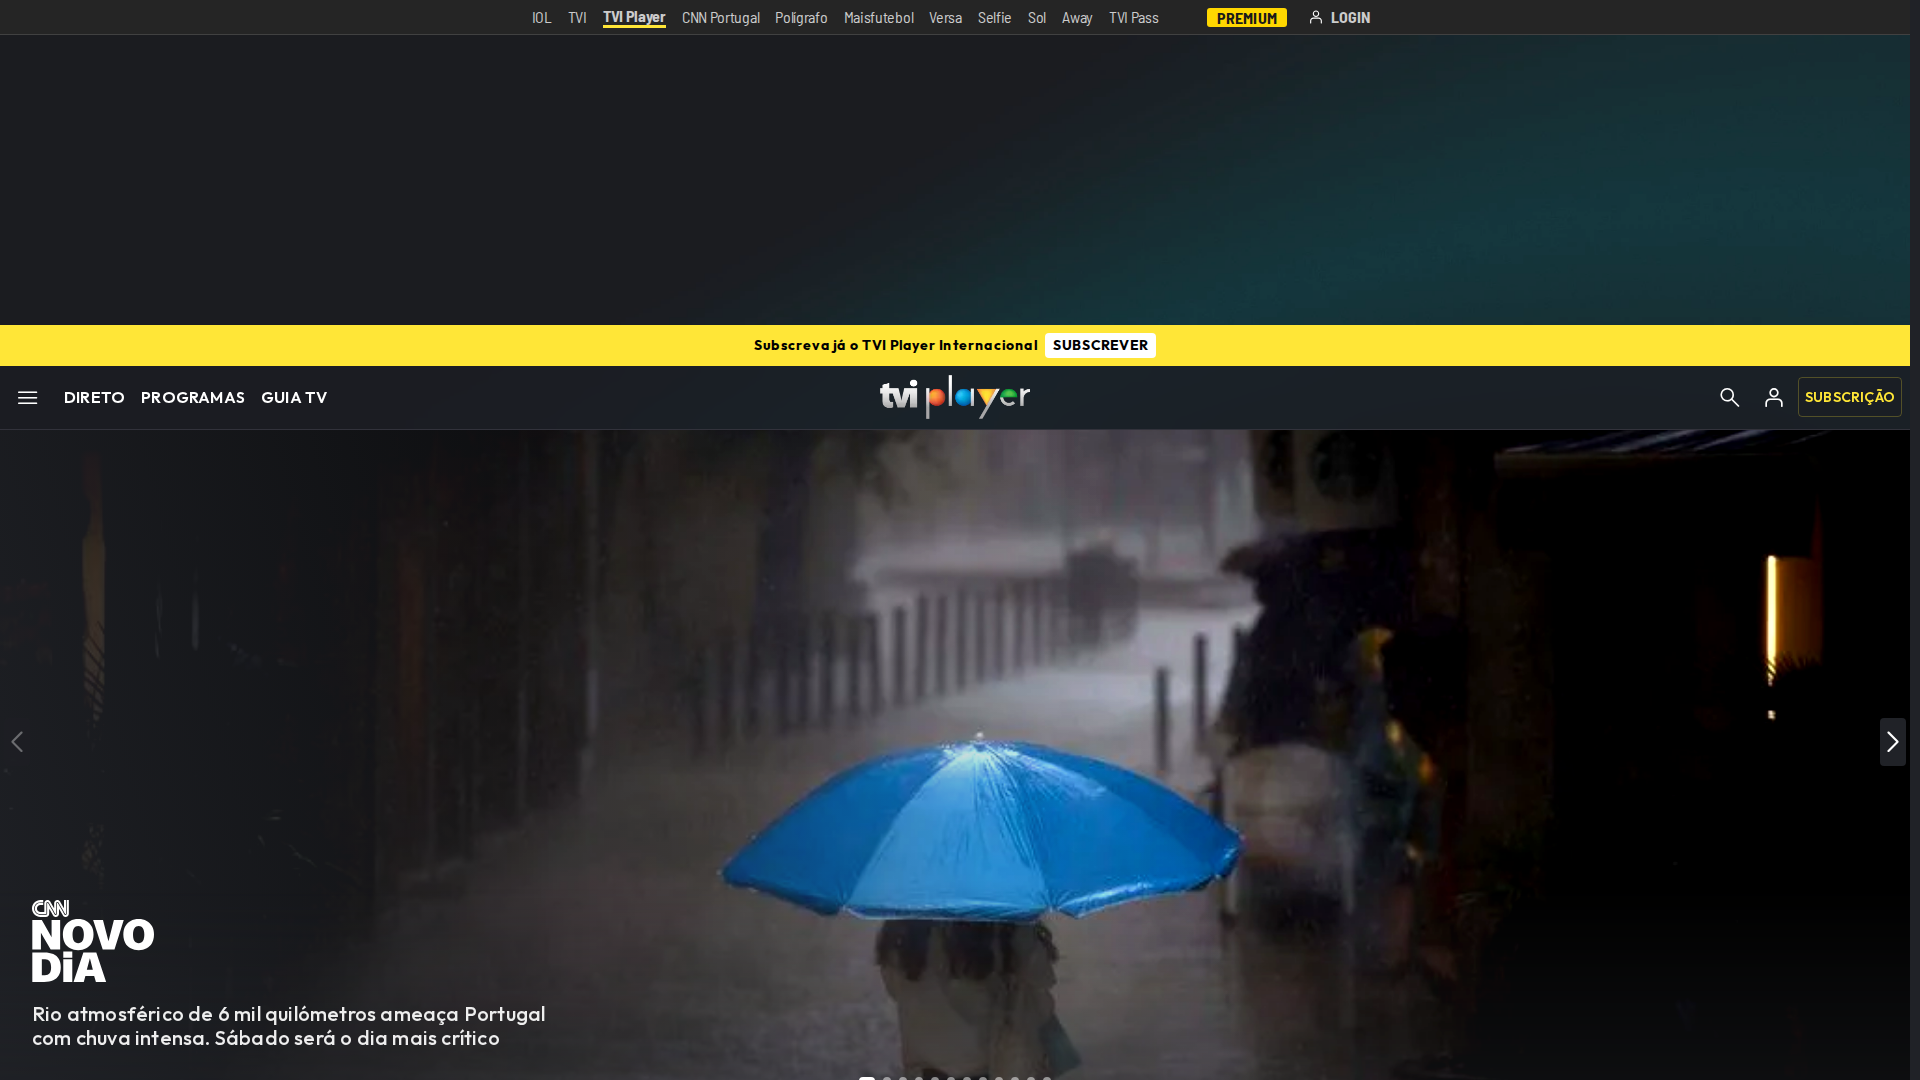 IOL TVI TVI Player CNN Portugal Polígrafo Maisfutebol Versa Selfie Sol Away TVI Pass PREMIUM LOGIN
Subscreva já o TVI Player Internacional SUBSCREVER
DIRETO PROGRAMAS GUIA TV tvi player SUBSCRIÇÃO
CNN
NOVO
DiA
Rio atmosférico de 6 mil quilómetros ameaça Portugal
com chuva intensa. Sábado será o dia mais crítico